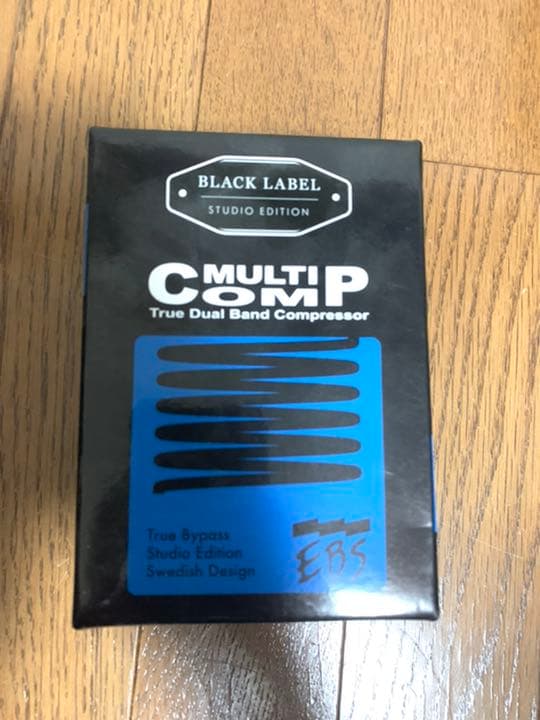 BLACK LABEL
STUDIO EDITION
MULTI
COMP
True Dual Band Compressor
True Bypass
Studio Edition
Swedish Design
EBS